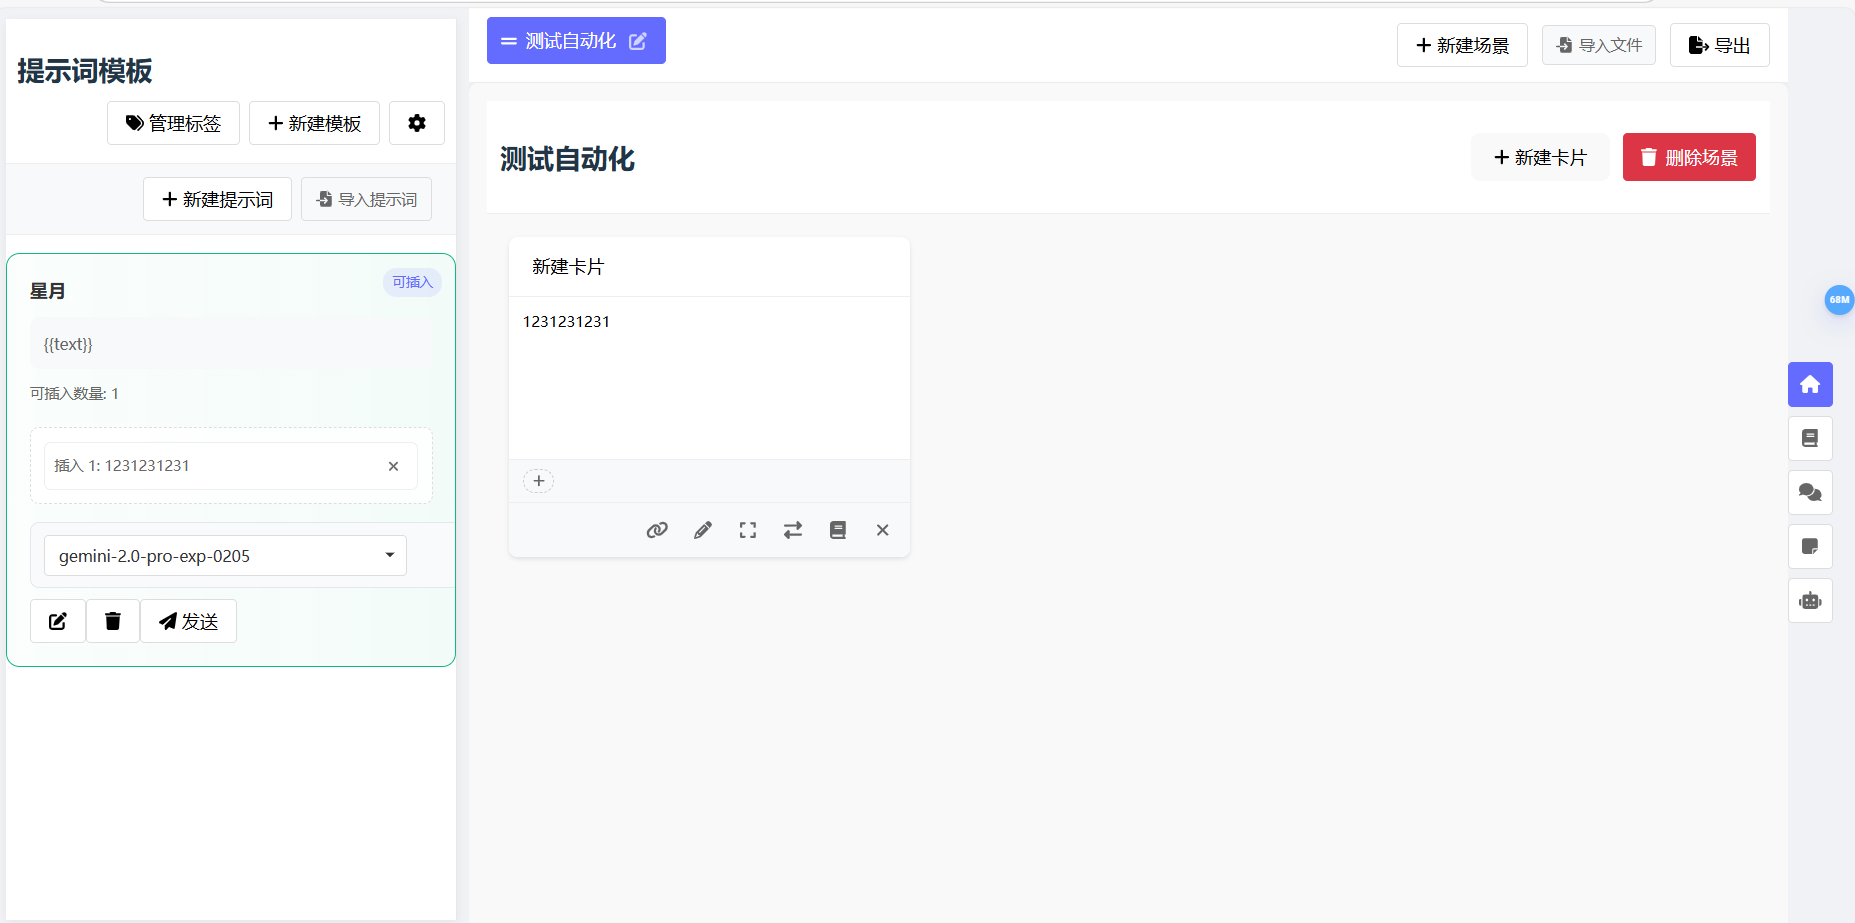 提示词模板
管理标签
新建模板
新建提示词
导入提示词
星月
可插入
{{text}}
可插入数量: 1
插入 1: 1231231231
gemini-2.0-pro-exp-0205
发送
测试自动化
新建场景
导入文件
导出
测试自动化
新建卡片
删除场景
新建卡片
1231231231
68M